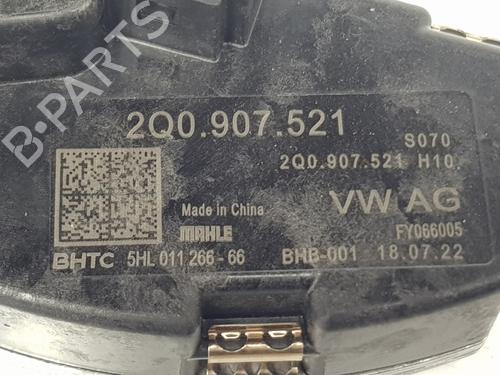 B-PARTS
2Q0.907.521
S070
2Q0.907.521 H10.
Made in China
VW AG
MAHLE
FY066005
BHTC 5HL 011 266-66
BHB-001 18.07.22